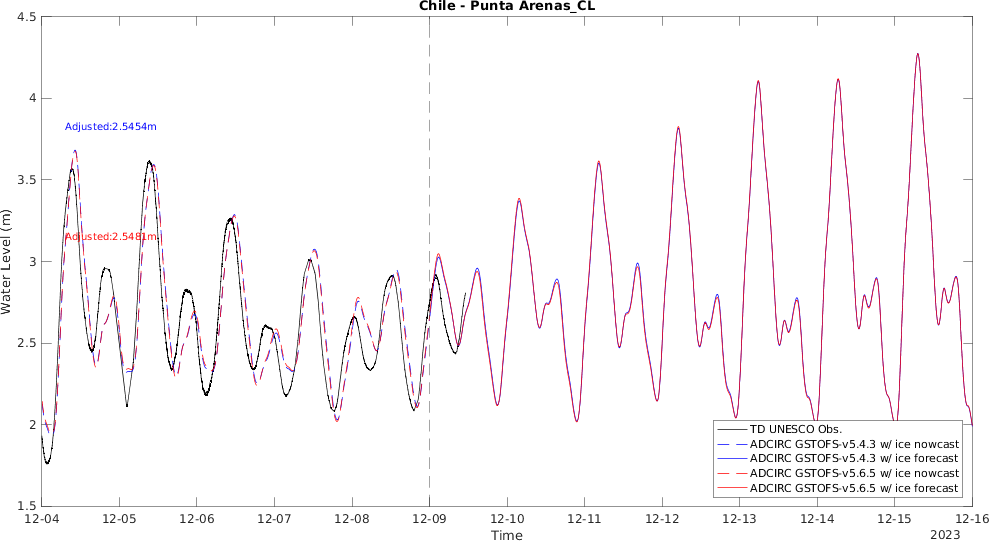 Chile - Punta Arenas_CL
4.5
4
3.5
3
2.5
2
1.5
Water Level (m)
Adjusted:2.5454m
Adjusted:2.5481m
TD UNESCO Obs.
ADCIRC GSTOFS-v5.4.3 w/ ice nowcast
ADCIRC GSTOFS-v5.4.3 w/ ice forecast
ADCIRC GSTOFS-v5.6.5 w/ ice nowcast
ADCIRC GSTOFS-v5.6.5 w/ ice forecast
12-04 12-05 12-06 12-07 12-08 12-09 12-10 12-11 12-12 12-13 12-14 12-15 12-16
Time
2023